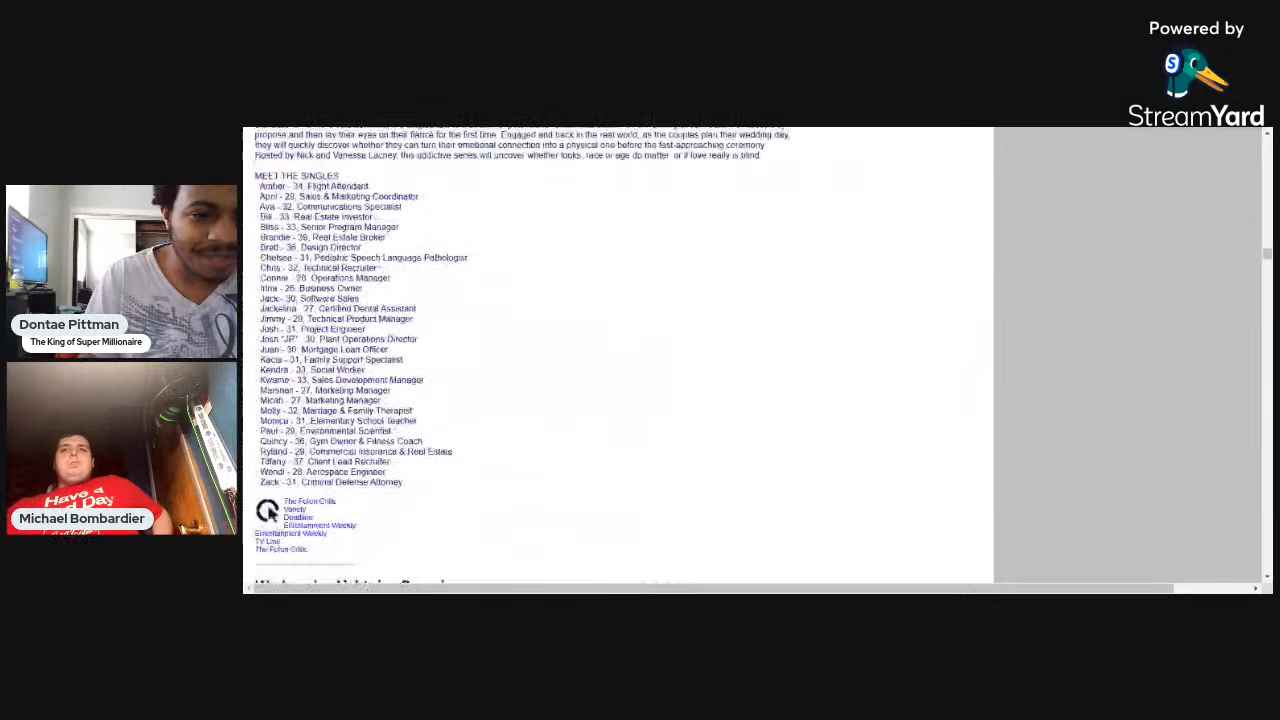 Powered by
StreamYard
propose and then lay their eyes on their fiancé for the first time. Engaged and back in the real world, as the couples plan their wedding day,
they will quickly discover whether they can turn their emotional connection into a physical one before the fast-approaching ceremony
Hosted by Nick and Vanessa Lachey, this addictive series will uncover whether looks, race or age do matter or if love really is blind.
MEET THE SINGLES
Amber - 34, Flight Attendant
April - 29, Sales & Marketing Coordinator
Ava - 32, Communications Specialist
Bill - 33, Real Estate Investor
Bliss - 33, Senior Program Manager
Brandie - 39, Real Estate Broker
Brett - 36, Design Director
Chelsea - 31, Pediatric Speech Language Pathologist
Chris - 32, Technical Recruiter
Connie - 28, Operations Manager
Irina - 26, Business Owner
Jack - 30, Software Sales
Jackelina - 27, Certified Dental Assistant
Jimmy - 29, Technical Product Manager
Josh - 31, Project Engineer
Josh "JP" - 30, Plant Operations Director
Juan - 30, Mortgage Loan Officer
Kacia - 31, Family Support Specialist
Kendra - 33, Social Worker
Kwame - 33, Sales Development Manager
Marshall - 27, Marketing Manager
Micah - 27, Marketing Manager
Molly - 32, Marriage & Family Therapist
Monica - 31, Elementary School Teacher
Paul - 29, Environmental Scientist
Quincy - 36, Gym Owner & Fitness Coach
Ryland - 29, Commercial Insurance & Real Estate
Tiffany - 37, Client Lead Recruiter
Wendi - 28, Aerospace Engineer
Zack - 31, Criminal Defense Attorney
The Futon Critic
Variety
Deadline
Entertainment Weekly
Entertainment Weekly
TV Line
The Futon Critic
Dontae Pittman
The King of Super Millionaire
Have a
Day
Michael Bombardier